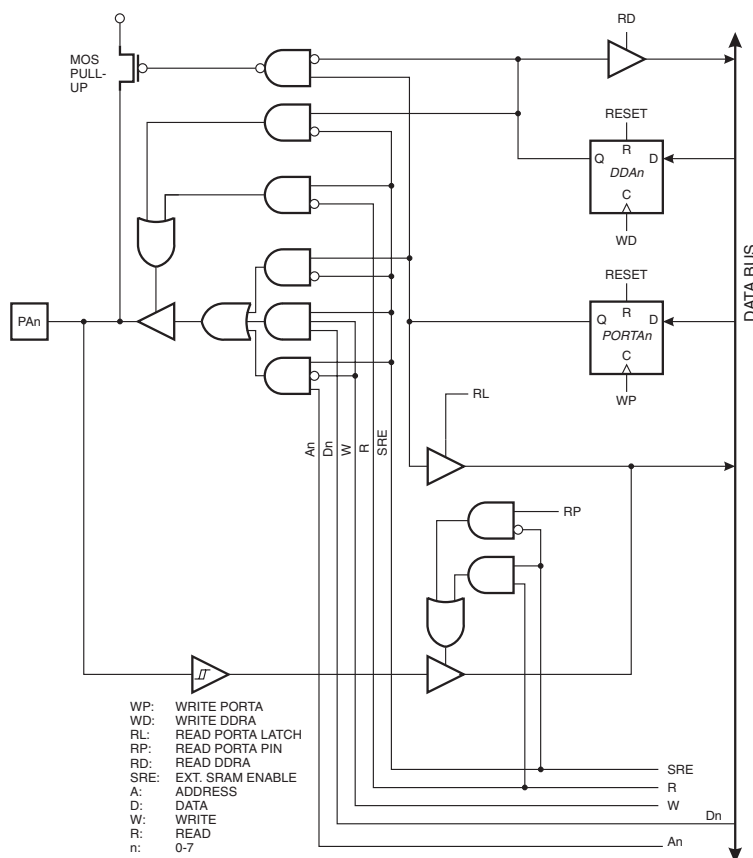 RD
MOS
PULL-
UP
RESET
R
Q
D
DDAn
C
WD
RESET
R
Q
D
PORTAn
C
WP
DATA BUS
PAn
RL
An
Dn
W
R
SRE
RP
WP: WRITE PORTA
WD: WRITE DDRA
RL: READ PORTA LATCH
RP: READ PORTA PIN
RD: READ DDRA
SRE: EXT. SRAM ENABLE
A: ADDRESS
D: DATA
W: WRITE
R: READ
n: 0-7
SRE
R
W
Dn
An